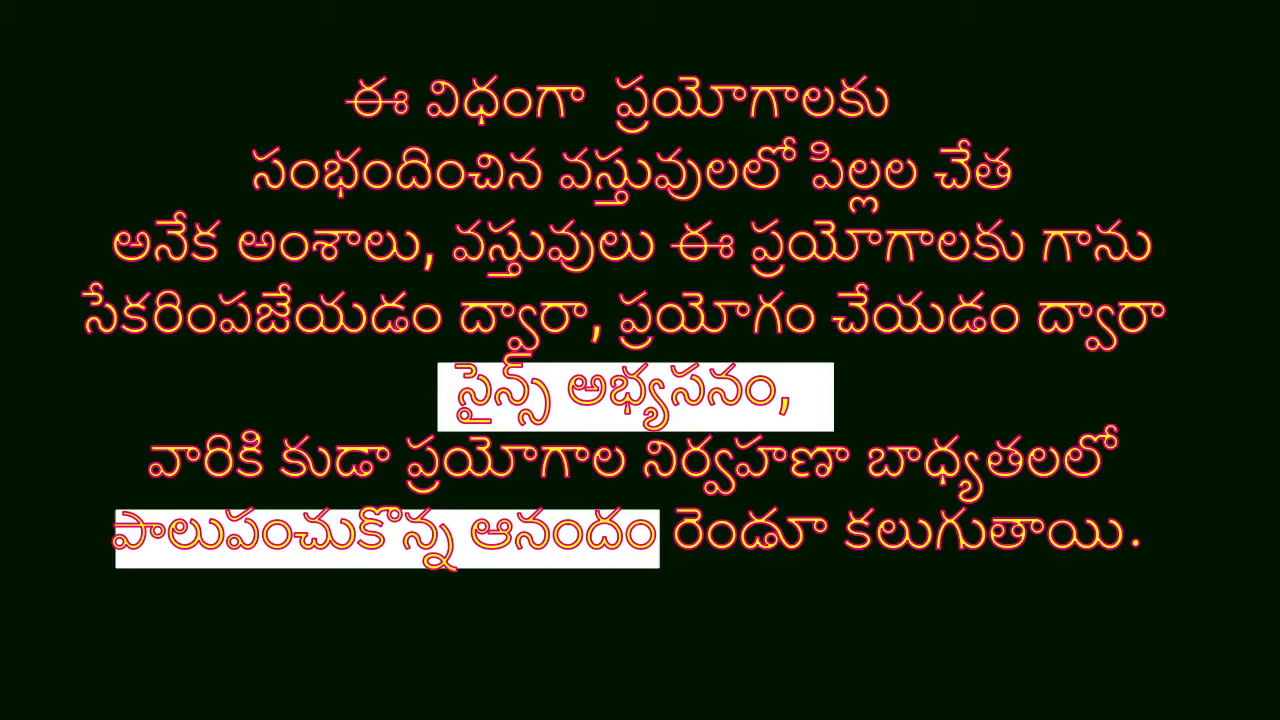 ఈ విధంగా ప్రయోగాలకు
సంభందించిన వస్తువులలో పిల్లల చేత
అనేక అంశాలు, వస్తువులు ఈ ప్రయోగాలకు గాను
సేకరింపజేయడం ద్వారా, ప్రయోగం చేయడం ద్వారా
సైన్స్ అభ్యసనం,
వారికి కుడా ప్రయోగాల నిర్వహణా బాధ్యతలలో
పాలుపంచుకొన్న ఆనందం రెండూ కలుగుతాయి.